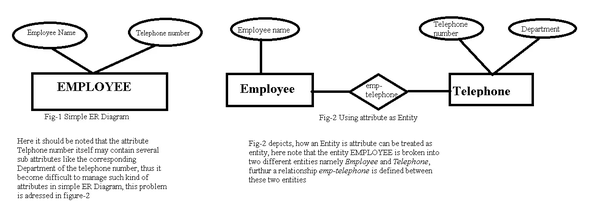 Employee Name
Telephone number
EMPLOYEE
Fig-1 Simple ER Diagram
Here it should be noted that the attribute
Telphone number itself may contain several
sub attributes like the corresponding
Department of the telephone number, thus it
become difficult to manage such kind of
attributes in simple ER Diagram, this problem
is adressed in figure-2
Employee name
Telephone
number
Department
Employee
emp-
telephone
Telephone
Fig-2 Using attribute as Entity
Fig-2 depicts, how an Entity is attribute can be treated as
entity, here note that the entity EMPLOYEE is broken into
two different entities namely Employee and Telephone,
furthur a relationship emp-telephone is defined between
these two entities